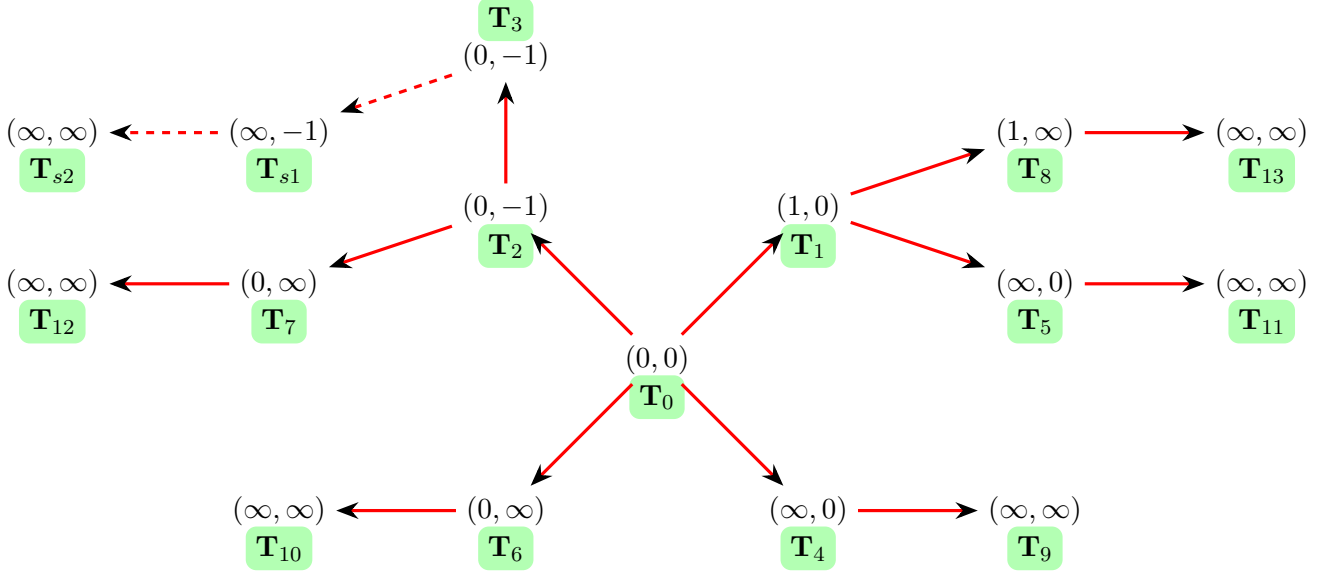 T₃
(0, −1)
(∞, ∞)
(∞, −1)
(1, ∞)
(∞, ∞)
Tₛ₂
Tₛ₁
T₈
T₁₃
(0, −1)
(1, 0)
T₂
T₁
(∞, ∞)
(0, ∞)
(∞, 0)
(∞, ∞)
T₁₂
T₇
T₅
T₁₁
(0, 0)
T₀
(∞, ∞)
(0, ∞)
(∞, 0)
(∞, ∞)
T₁₀
T₆
T₄
T₉